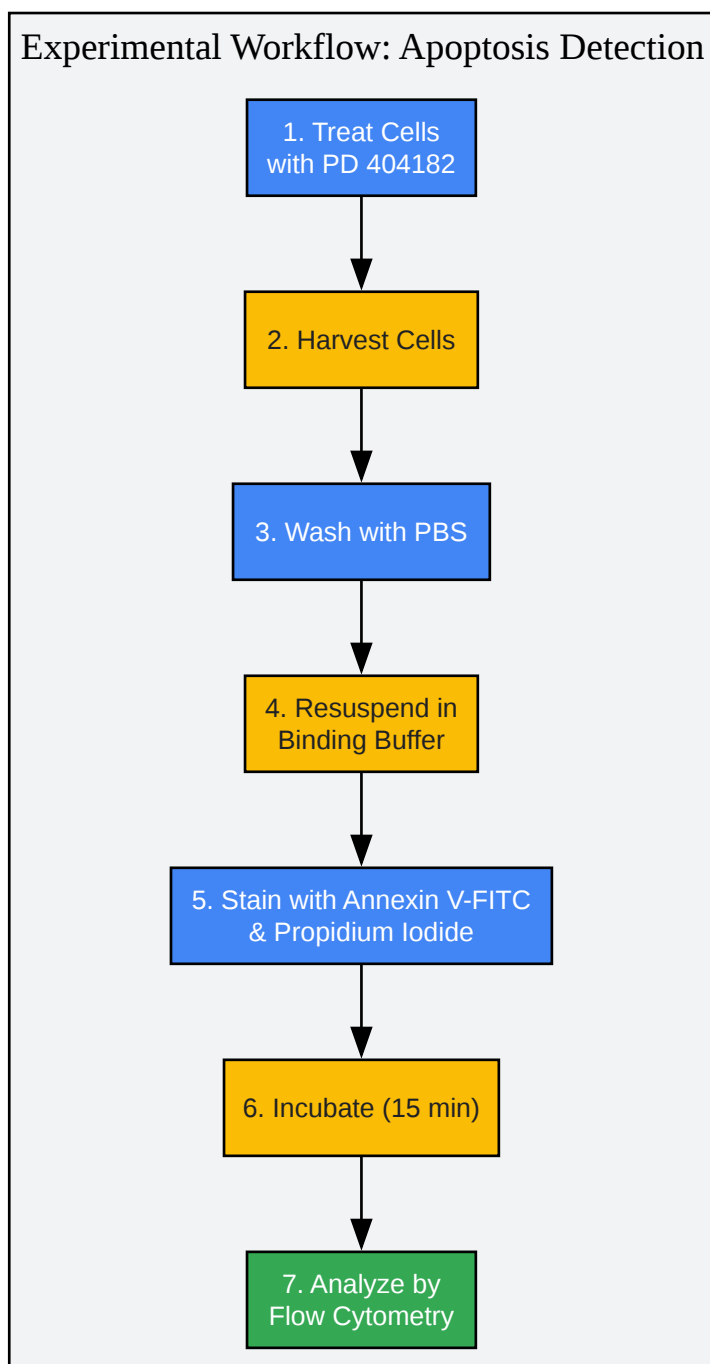 Experimental Workflow: Apoptosis Detection
1. Treat Cells
with PD 404182
2. Harvest Cells
3. Wash with PBS
4. Resuspend in
Binding Buffer
5. Stain with Annexin V-FITC
& Propidium Iodide
6. Incubate (15 min)
7. Analyze by
Flow Cytometry